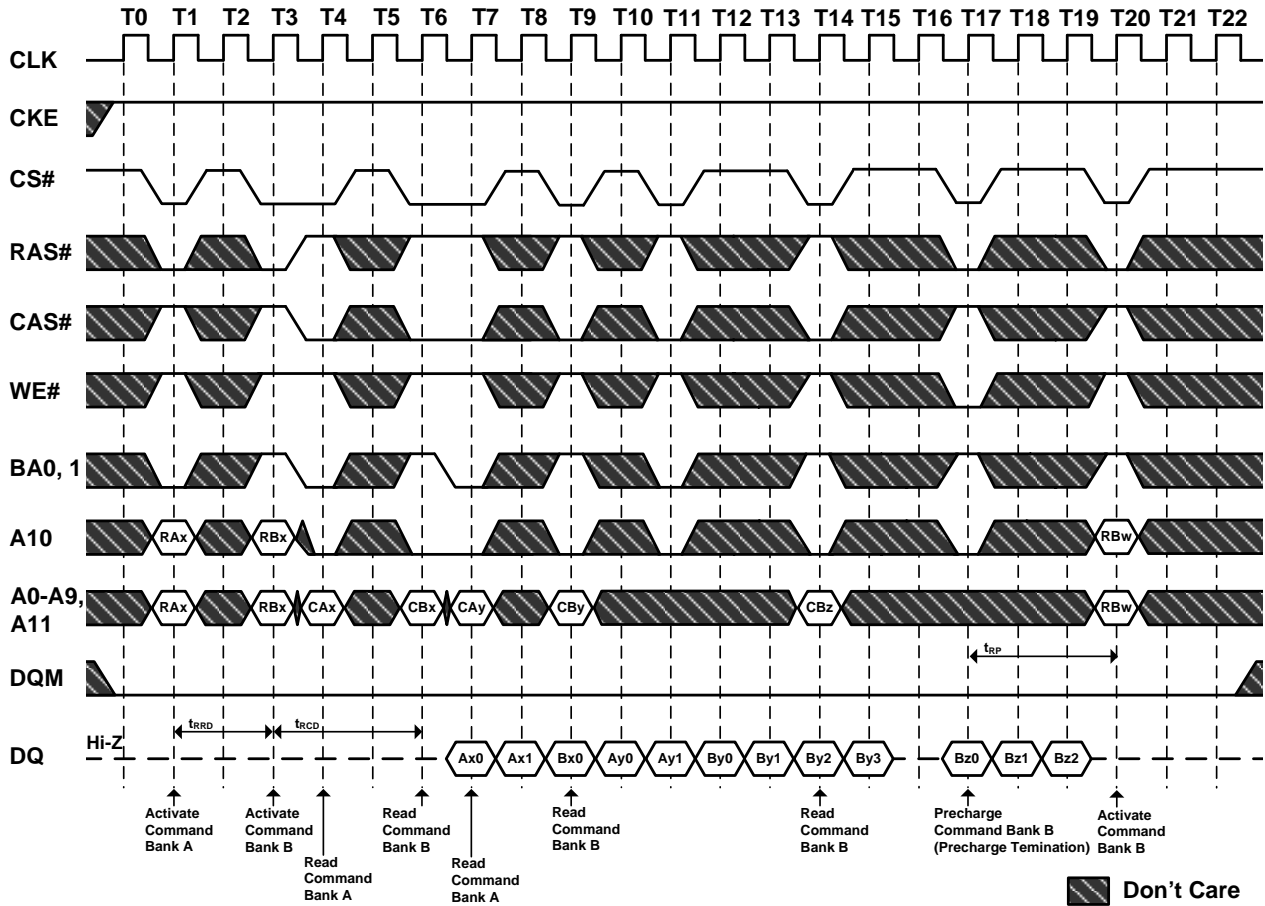 T0 T1 T2 T3 T4 T5 T6 T7 T8 T9 T10 T11 T12 T13 T14 T15 T16 T17 T18 T19 T20 T21 T22
CLK
CKE
CS#
RAS#
CAS#
WE#
BA0, 1
A10
RAx RBx RBw
A0-A9,
A11
RAx RBx CAx CBx CAy CBy CBz RBw
tRP
DQM
tRRD tRCD
Hi-Z
DQ
Ax0 Ax1 Bx0 Ay0 Ay1 By0 By1 By2 By3 Bz0 Bz1 Bz2
Activate
Command
Bank A
Activate
Command
Bank B
Read
Command
Bank A
Read
Command
Bank B
Read
Command
Bank A
Read
Command
Bank B
Read
Command
Bank B
Precharge
Command Bank B
(Precharge Temination)
Activate
Command
Bank B
Don't Care